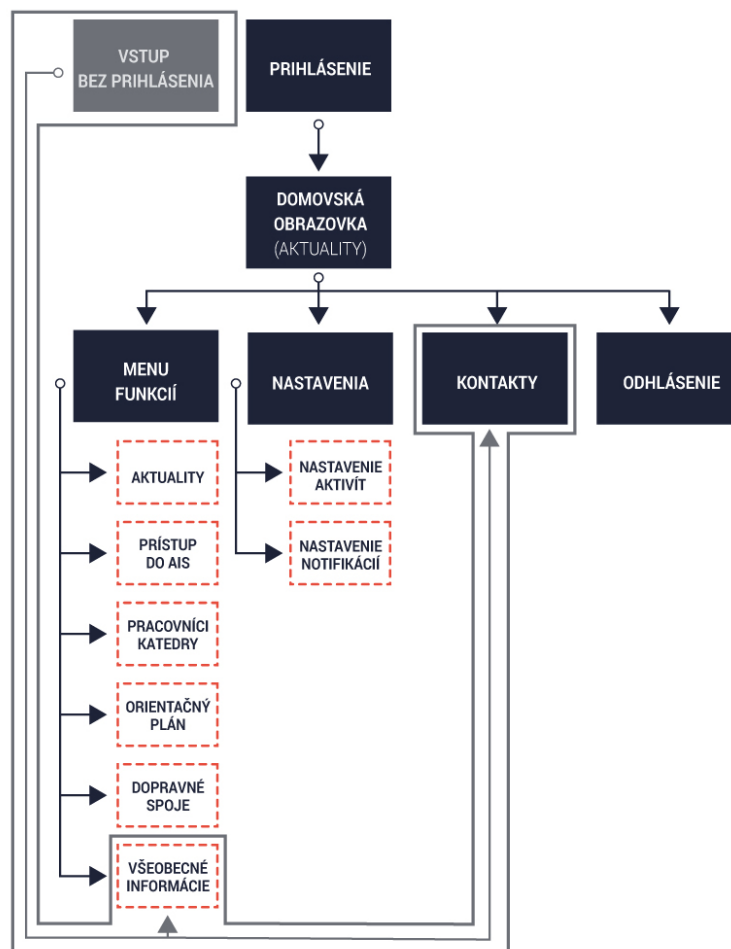 VSTUP
BEZ PRIHLÁSENIA
PRIHLÁSENIE
DOMOVSKÁ
OBRAZOVKA
(AKTUALITY)
MENU
FUNKCIÍ
NASTAVENIA
KONTAKTY
ODHLÁSENIE
AKTUALITY
PRÍSTUP
DO AIS
PRACOVNÍCI
KATEDRY
ORIENTAČNÝ
PLÁN
DOPRAVNÉ
SPOJE
VŠEOBECNÉ
INFORMÁCIE
NASTAVENIE
AKTIVÍT
NASTAVENIE
NOTIFIKÁCIÍ